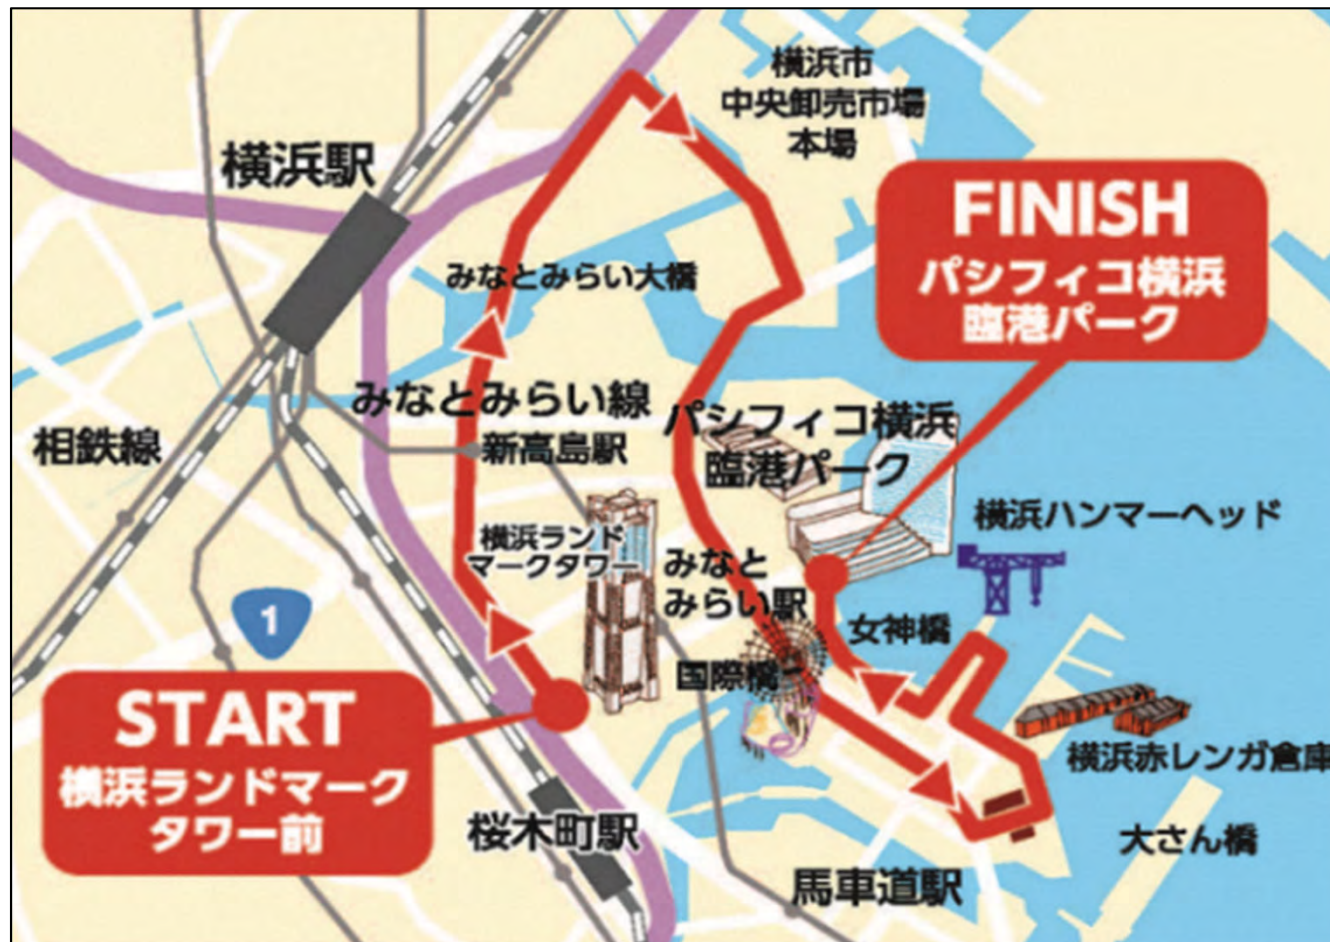 横浜市
中央卸売市場
本場
横浜駅
FINISH
パシフィコ横浜
臨港パーク
みなとみらい大橋
みなとみらい線
新高島駅
相鉄線
パシフィコ横浜
臨港パーク
横浜ハンマーヘッド
横浜ランド
マークタワー
みなと
みらい駅
女神橋
1
国際橋
START
横浜ランドマーク
タワー前
横浜赤レンガ倉庫
桜木町駅
大さん橋
馬車道駅